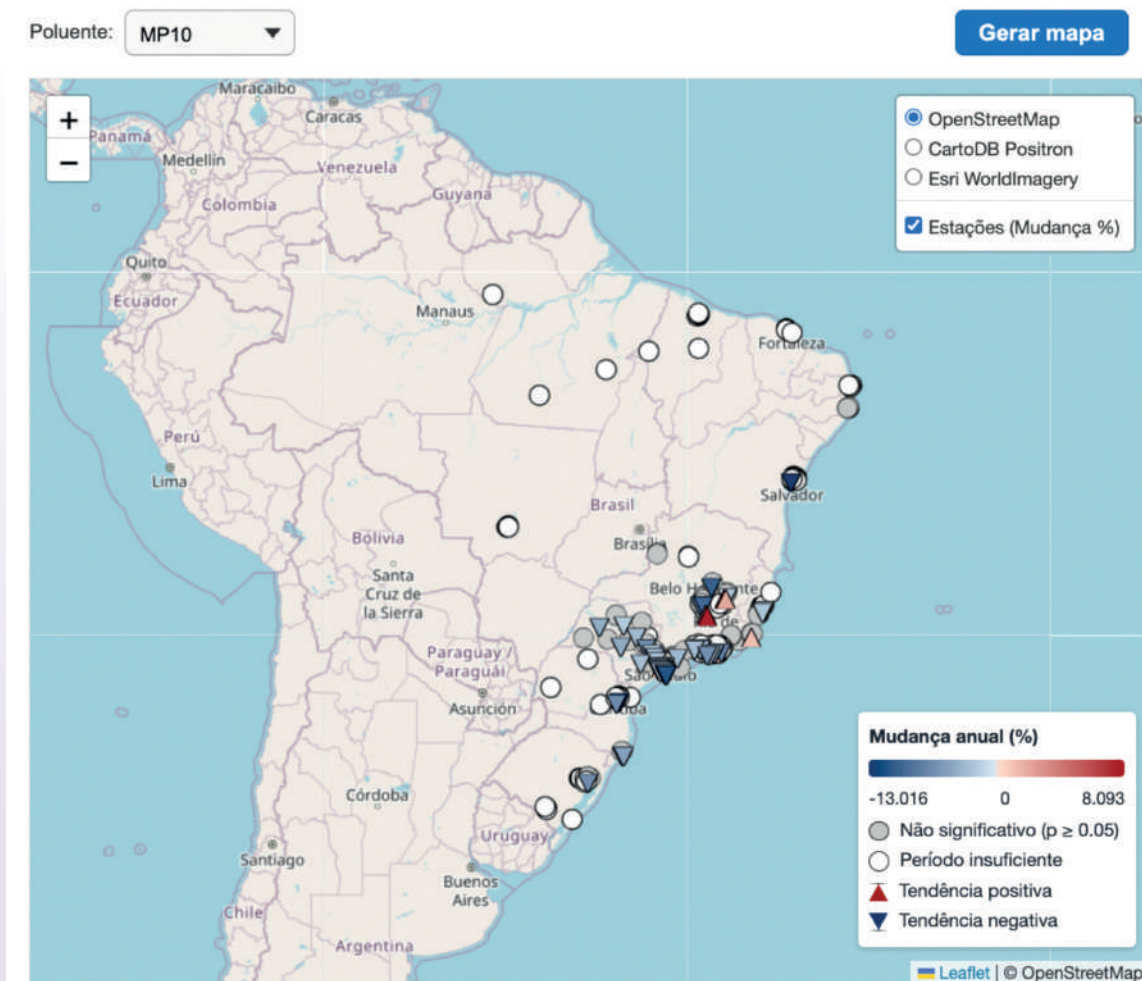 Poluente:
MP10
Gerar mapa
+
−
OpenStreetMap
CartoDB Positron
Esri WorldImagery
Estações (Mudança %)
Maracaibo
Caracas
Panamá
Medellín
Venezuela
Guyana
Colombia
Quito
Ecuador
Manaus
Fortaleza
Perú
Lima
Brasil
Salvador
Brasília
Bolivia
Santa
Cruz de
la Sierra
Belo
Paraguay /
Paraguái
Asunción
Córdoba
Uruguay
Santiago
Buenos
Aires
Chile
Argentina
Mudança anual (%)
-13.016 0 8.093
Não significativo (p ≥ 0.05)
Período insuficiente
Tendência positiva
Tendência negativa
Leaflet | © OpenStreetMap